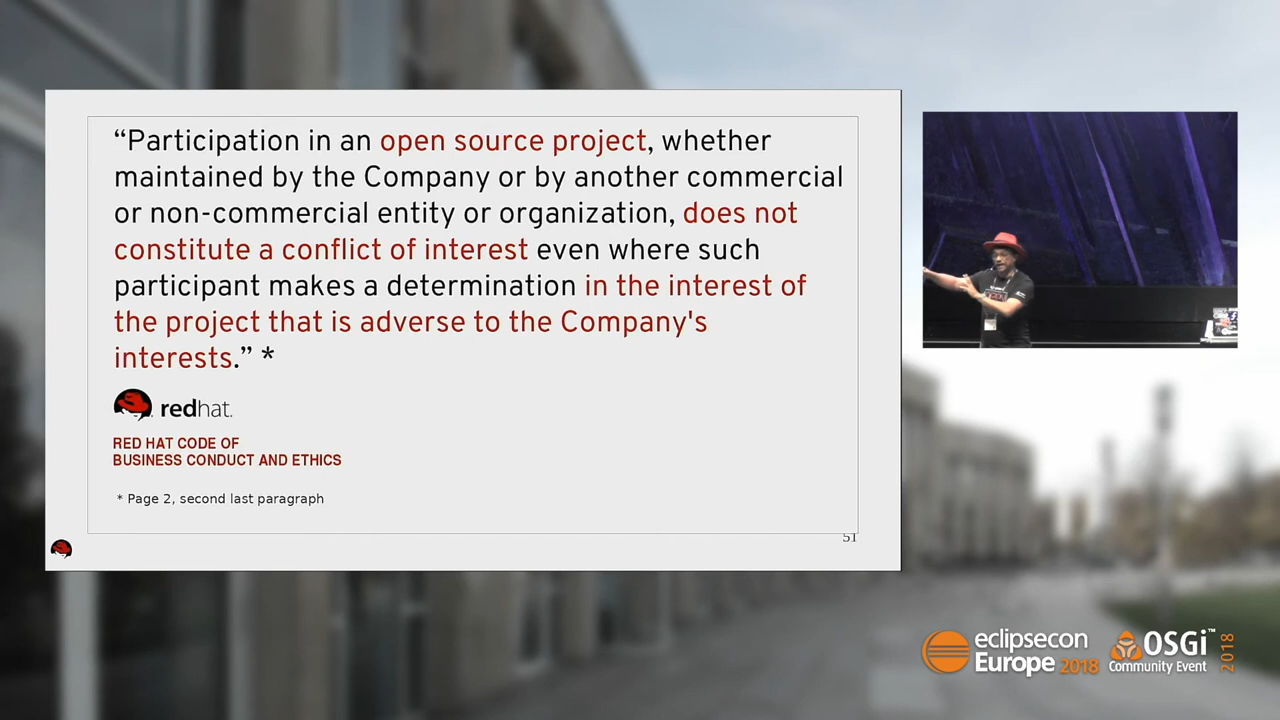 “Participation in an open source project, whether
maintained by the Company or by another commercial
or non-commercial entity or organization, does not
constitute a conflict of interest even where such
participant makes a determination in the interest of
the project that is adverse to the Company's
interests.” *
redhat.
RED HAT CODE OF
BUSINESS CONDUCT AND ETHICS
* Page 2, second last paragraph
51
eclipsecon
Europe 2018
OSGi™
Community Event
2018